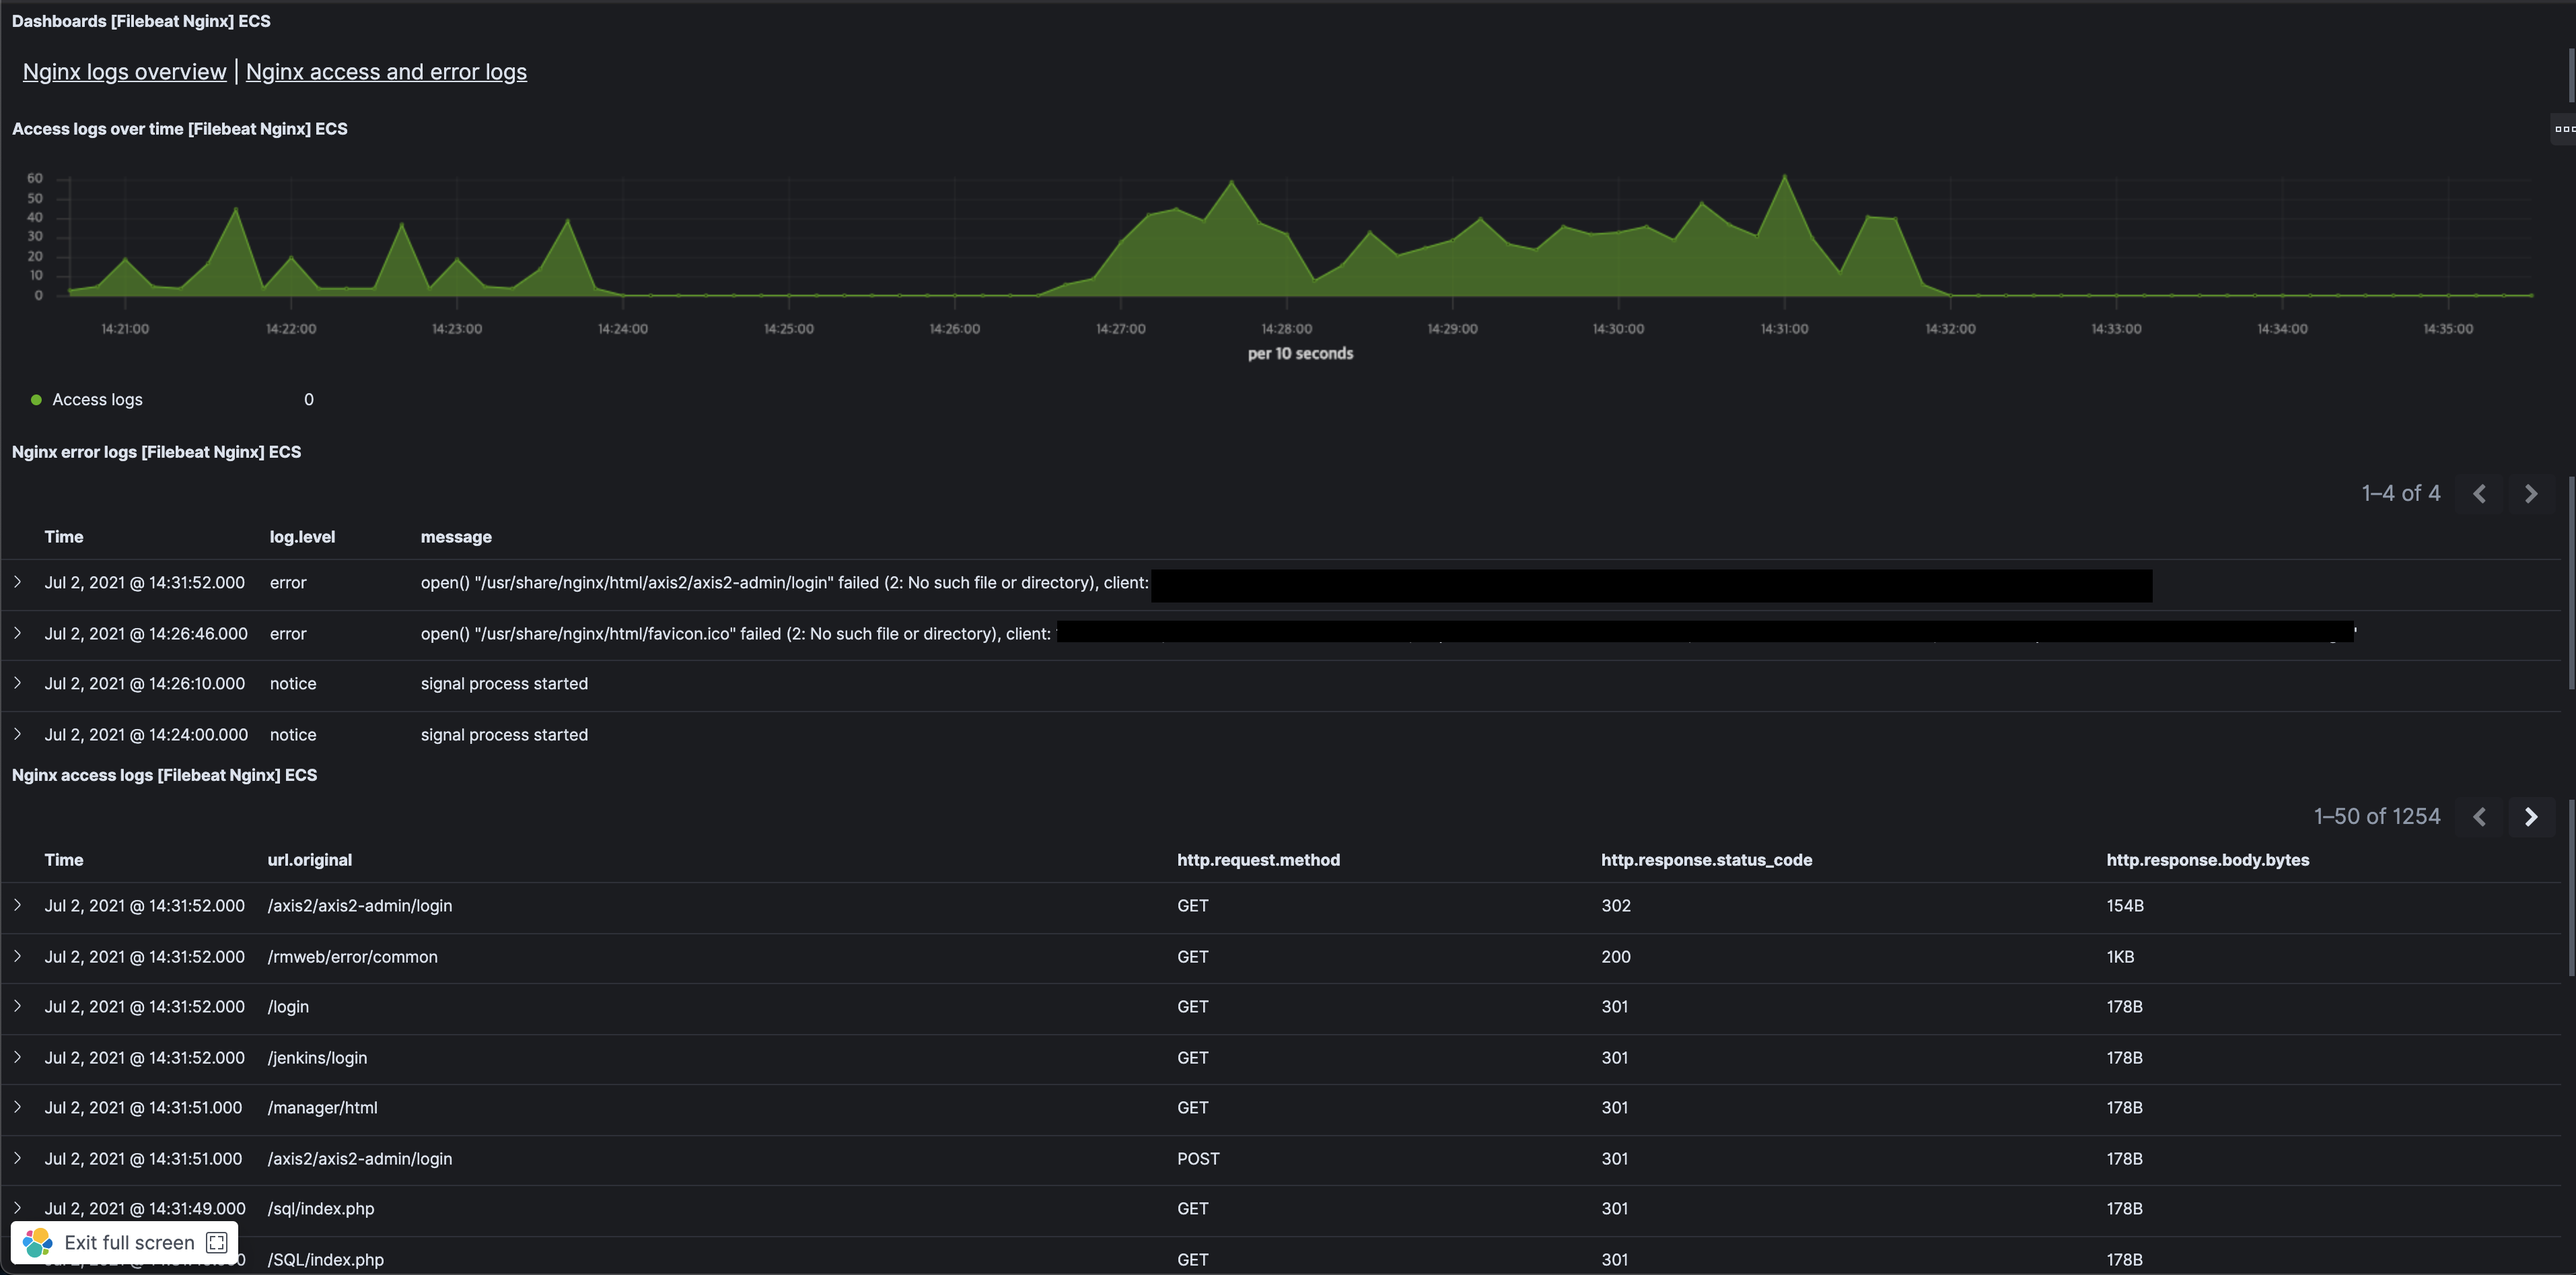 Dashboards [Filebeat Nginx] ECS
Nginx logs overview | Nginx access and error logs
Access logs over time [Filebeat Nginx] ECS
60
50
40
30
20
10
0
14:21:00 14:22:00 14:23:00 14:24:00 14:25:00 14:26:00 14:27:00 14:28:00 14:29:00 14:30:00 14:31:00 14:32:00 14:33:00 14:34:00 14:35:00
per 10 seconds
Access logs 0
Nginx error logs [Filebeat Nginx] ECS
1–4 of 4
Time log.level message
Jul 2, 2021 @ 14:31:52.000 error open() "/usr/share/nginx/html/axis2/axis2-admin/login" failed (2: No such file or directory), client:
Jul 2, 2021 @ 14:26:46.000 error open() "/usr/share/nginx/html/favicon.ico" failed (2: No such file or directory), client:
Jul 2, 2021 @ 14:26:10.000 notice signal process started
Jul 2, 2021 @ 14:24:00.000 notice signal process started
Nginx access logs [Filebeat Nginx] ECS
1–50 of 1254
Time url.original http.request.method http.response.status_code http.response.body.bytes
Jul 2, 2021 @ 14:31:52.000 /axis2/axis2-admin/login GET 302 154B
Jul 2, 2021 @ 14:31:52.000 /rmweb/error/common GET 200 1KB
Jul 2, 2021 @ 14:31:52.000 /login GET 301 178B
Jul 2, 2021 @ 14:31:52.000 /jenkins/login GET 301 178B
Jul 2, 2021 @ 14:31:51.000 /manager/html GET 301 178B
Jul 2, 2021 @ 14:31:51.000 /axis2/axis2-admin/login POST 301 178B
Jul 2, 2021 @ 14:31:49.000 /sql/index.php GET 301 178B
Exit full screen
/SQL/index.php GET 301 178B